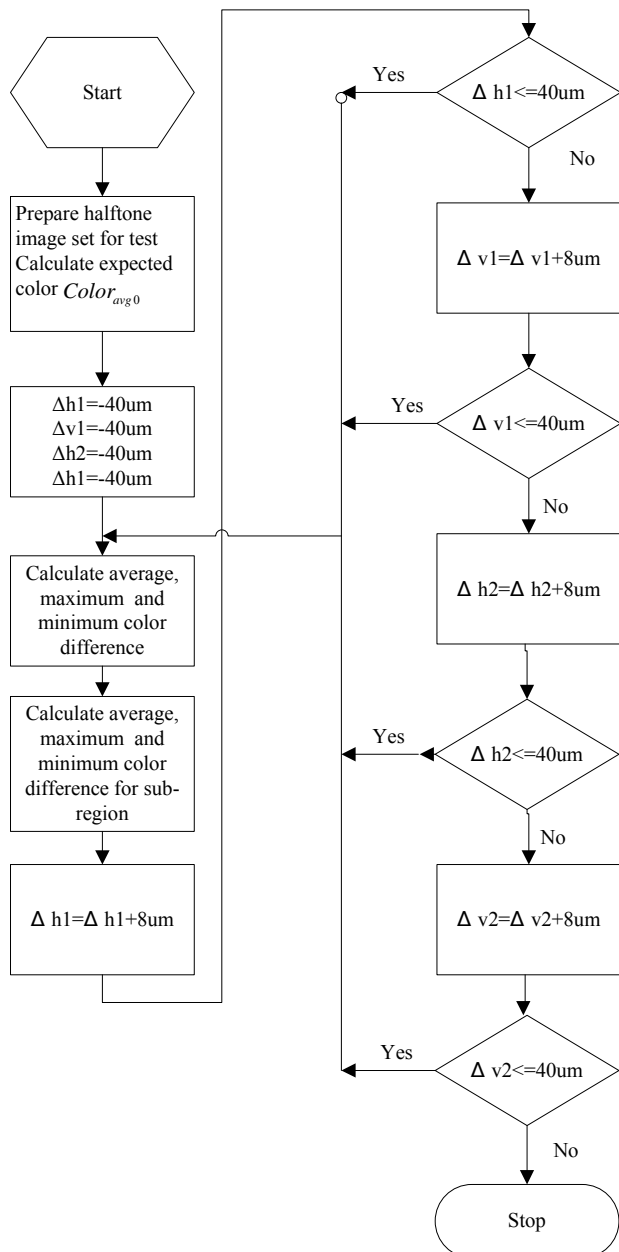 Start
Prepare halftone
image set for test
Calculate expected
color Color_avg0
Δh1=-40um
Δv1=-40um
Δh2=-40um
Δh1=-40um
Calculate average,
maximum and
minimum color
difference
Calculate average,
maximum and
minimum color
difference for sub-
region
Δ h1=Δ h1+8um
Δ h1<=40um
Yes
No
Δ v1=Δ v1+8um
Δ v1<=40um
Yes
No
Δ h2=Δ h2+8um
Δ h2<=40um
Yes
No
Δ v2=Δ v2+8um
Δ v2<=40um
Yes
No
Stop